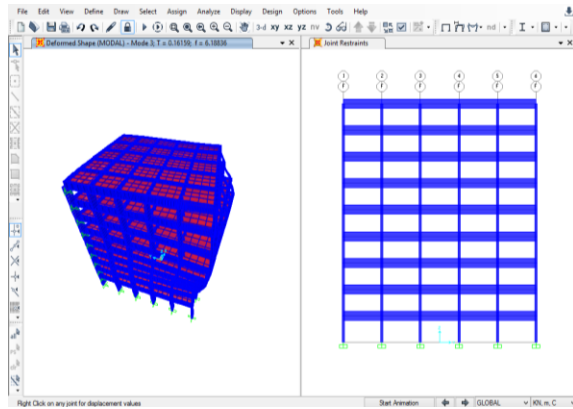 File Edit View Define Draw Select Assign Analyze Display Design Options Tools Help
3-d xy xz yz nv nd
Deformed Shape (MODAL) - Mode 3; T = 0.16159; f = 6.18836
Joint Restraints
1 2 3 4 5 6
F F F F F F
Right Click on any joint for displacement values
Start Animation GLOBAL KN, m, C